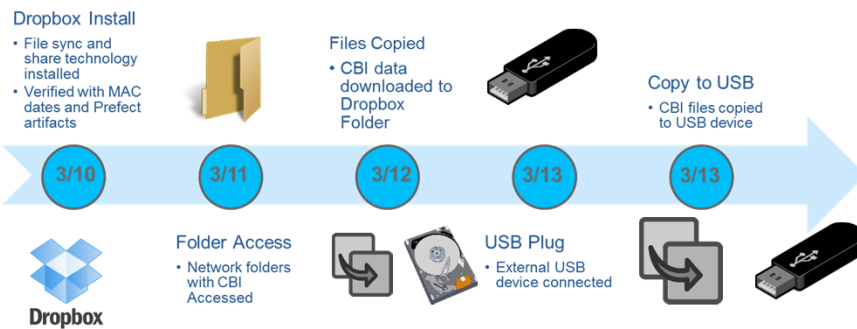 Dropbox Install
• File sync and
share technology
installed
• Verified with MAC
dates and Prefect
artifacts
Files Copied
• CBI data
downloaded to
Dropbox
Folder
Copy to USB
• CBI files copied
to USB device
3/10
3/11
3/12
3/13
3/13
Dropbox
Folder Access
• Network folders
with CBI
Accessed
USB Plug
• External USB
device connected